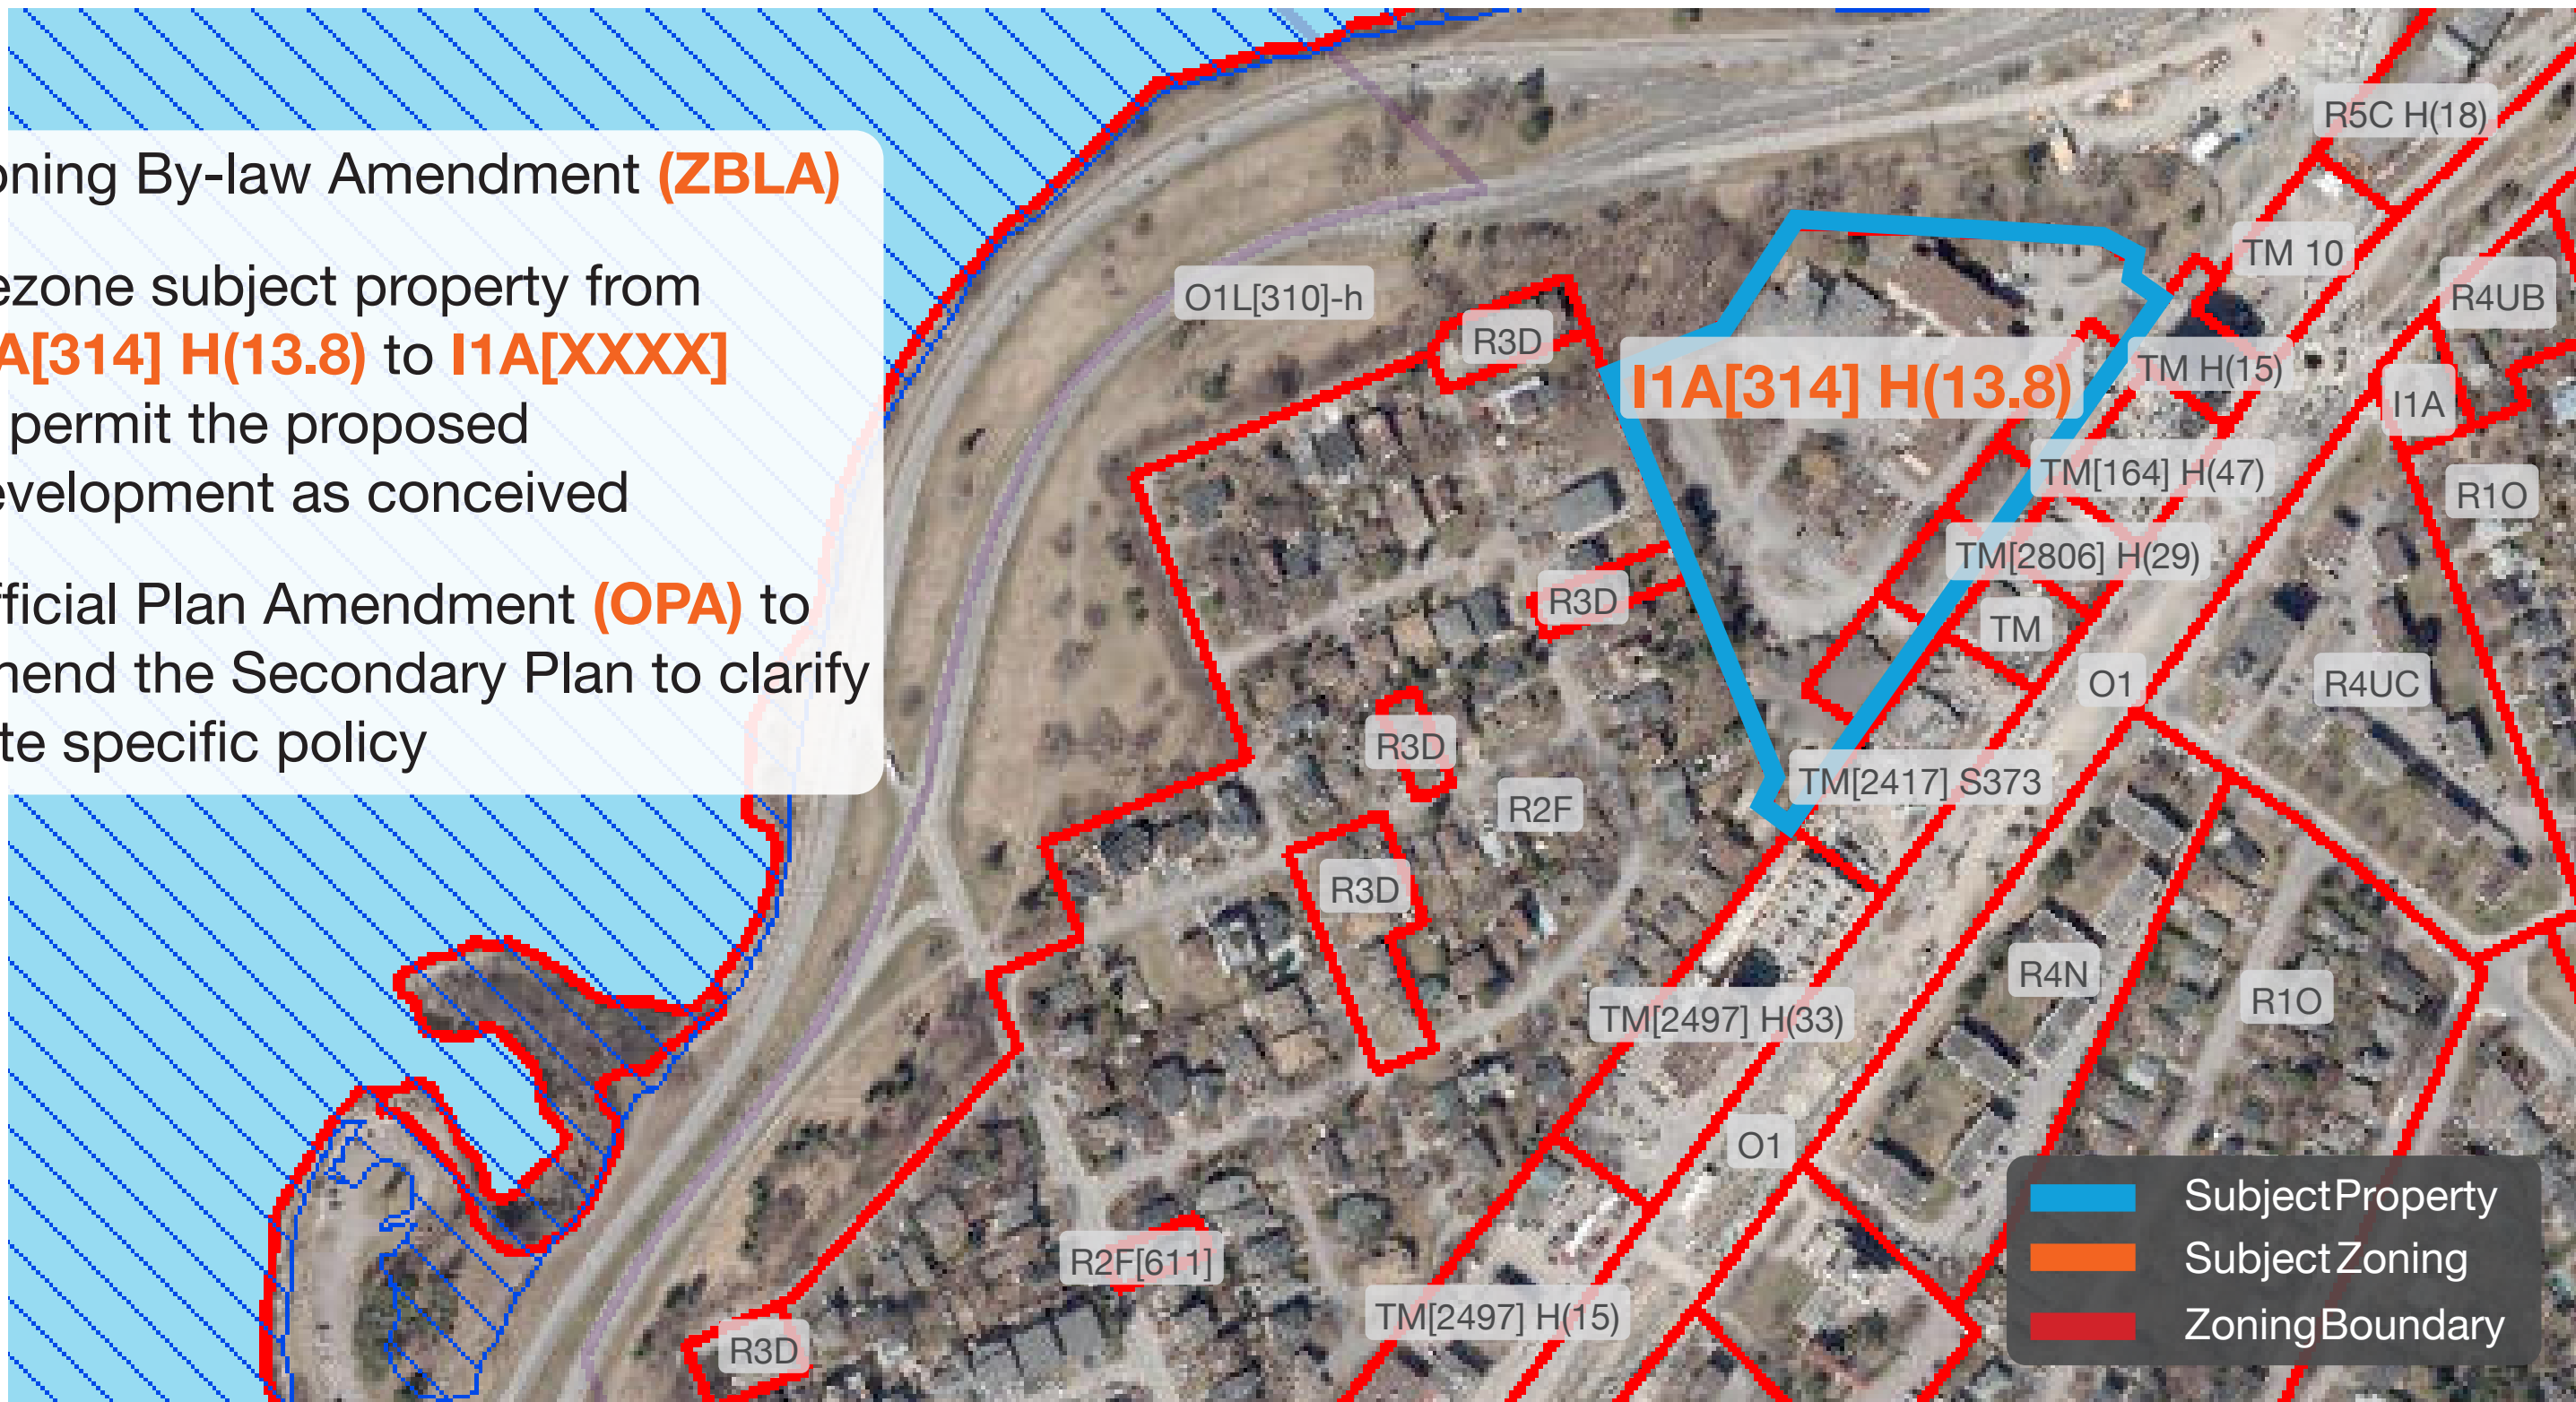 oning By-law Amendment (ZBLA)
ezone subject property from
A[314] H(13.8) to I1A[XXXX]
permit the proposed
evelopment as conceived
fficial Plan Amendment (OPA) to
mend the Secondary Plan to clarify
te specific policy
R5C H(18)
TM 10
R4UB
O1L[310]-h
R3D
TM H(15)
I1A[314] H(13.8)
I1A
TM[164] H(47)
R1O
TM[2806] H(29)
R3D
TM
O1
R4UC
R3D
TM[2417] S373
R2F
R3D
R4N
R1O
TM[2497] H(33)
O1
R2F[611]
TM[2497] H(15)
R3D
Subject Property
Subject Zoning
Zoning Boundary